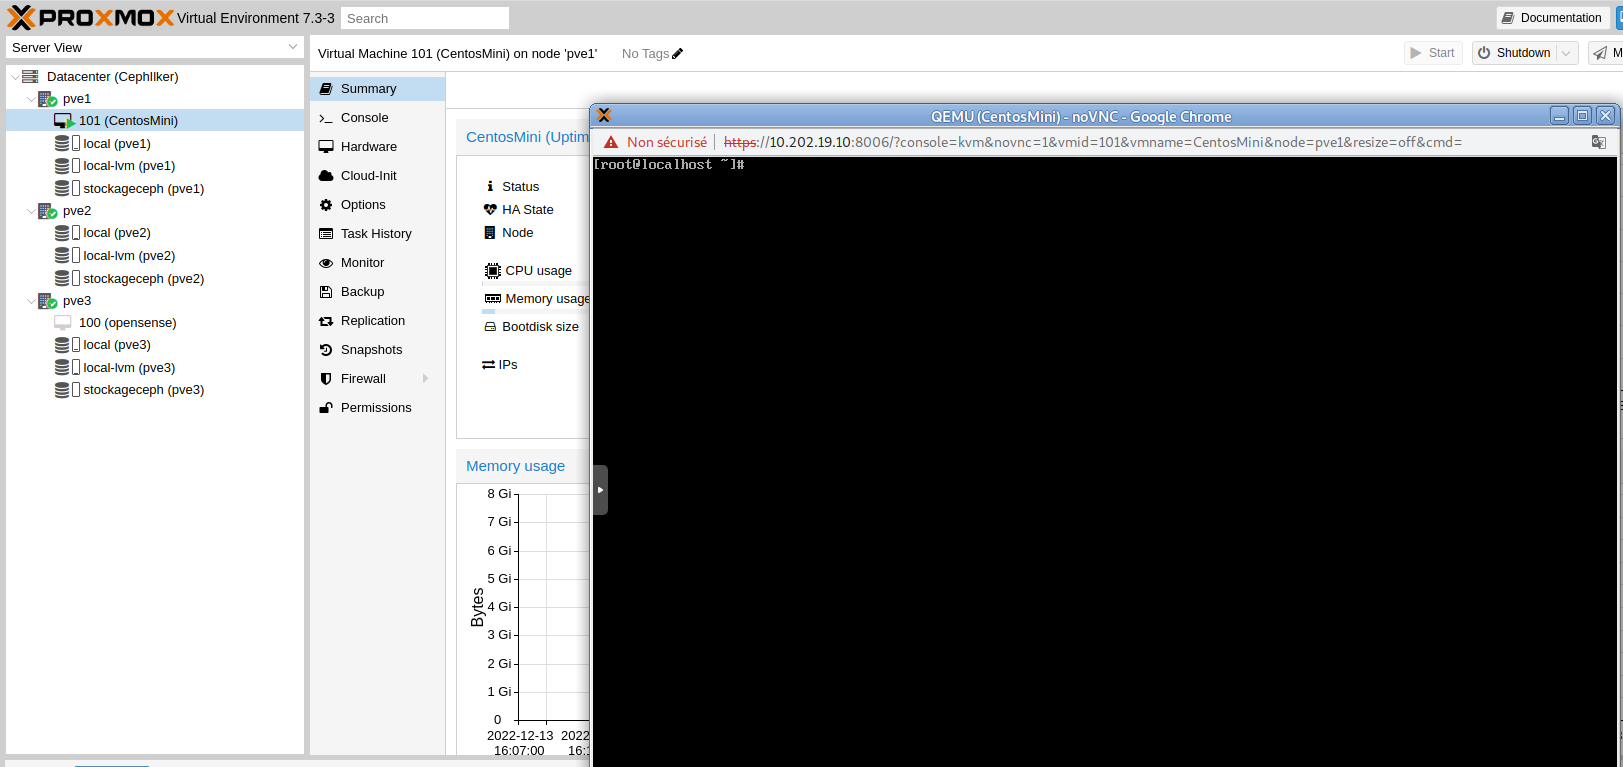 PROXMOX Virtual Environment 7.3-3 Search Documentation
Server View
Virtual Machine 101 (CentosMini) on node 'pve1' No Tags Start Shutdown M
Datacenter (CephIlker)
pve1
101 (CentosMini)
local (pve1)
local-lvm (pve1)
stockageceph (pve1)
pve2
local (pve2)
local-lvm (pve2)
stockageceph (pve2)
pve3
100 (opensense)
local (pve3)
local-lvm (pve3)
stockageceph (pve3)
Summary
Console
Hardware
Cloud-Init
Options
Task History
Monitor
Backup
Replication
Snapshots
Firewall
Permissions
CentosMini (Uptim
Status
HA State
Node
CPU usage
Memory usage
Bootdisk size
IPs
Memory usage
Bytes
8 Gi
7 Gi
6 Gi
5 Gi
4 Gi
3 Gi
2 Gi
1 Gi
0
2022-12-13 2022
16:07:00 16:1
QEMU (CentosMini) - noVNC - Google Chrome
Non sécurisé https://10.202.19.10:8006/?console=kvm&novnc=1&vmid=101&vmname=CentosMini&node=pve1&resize=off&cmd=
[root@localhost ~]#